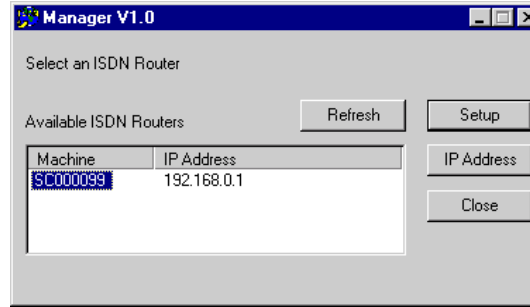 Manager V1.0
Select an ISDN Router
Available ISDN Routers
Refresh
Setup
Machine IP Address
IP Address
SC000099 192.168.0.1
Close